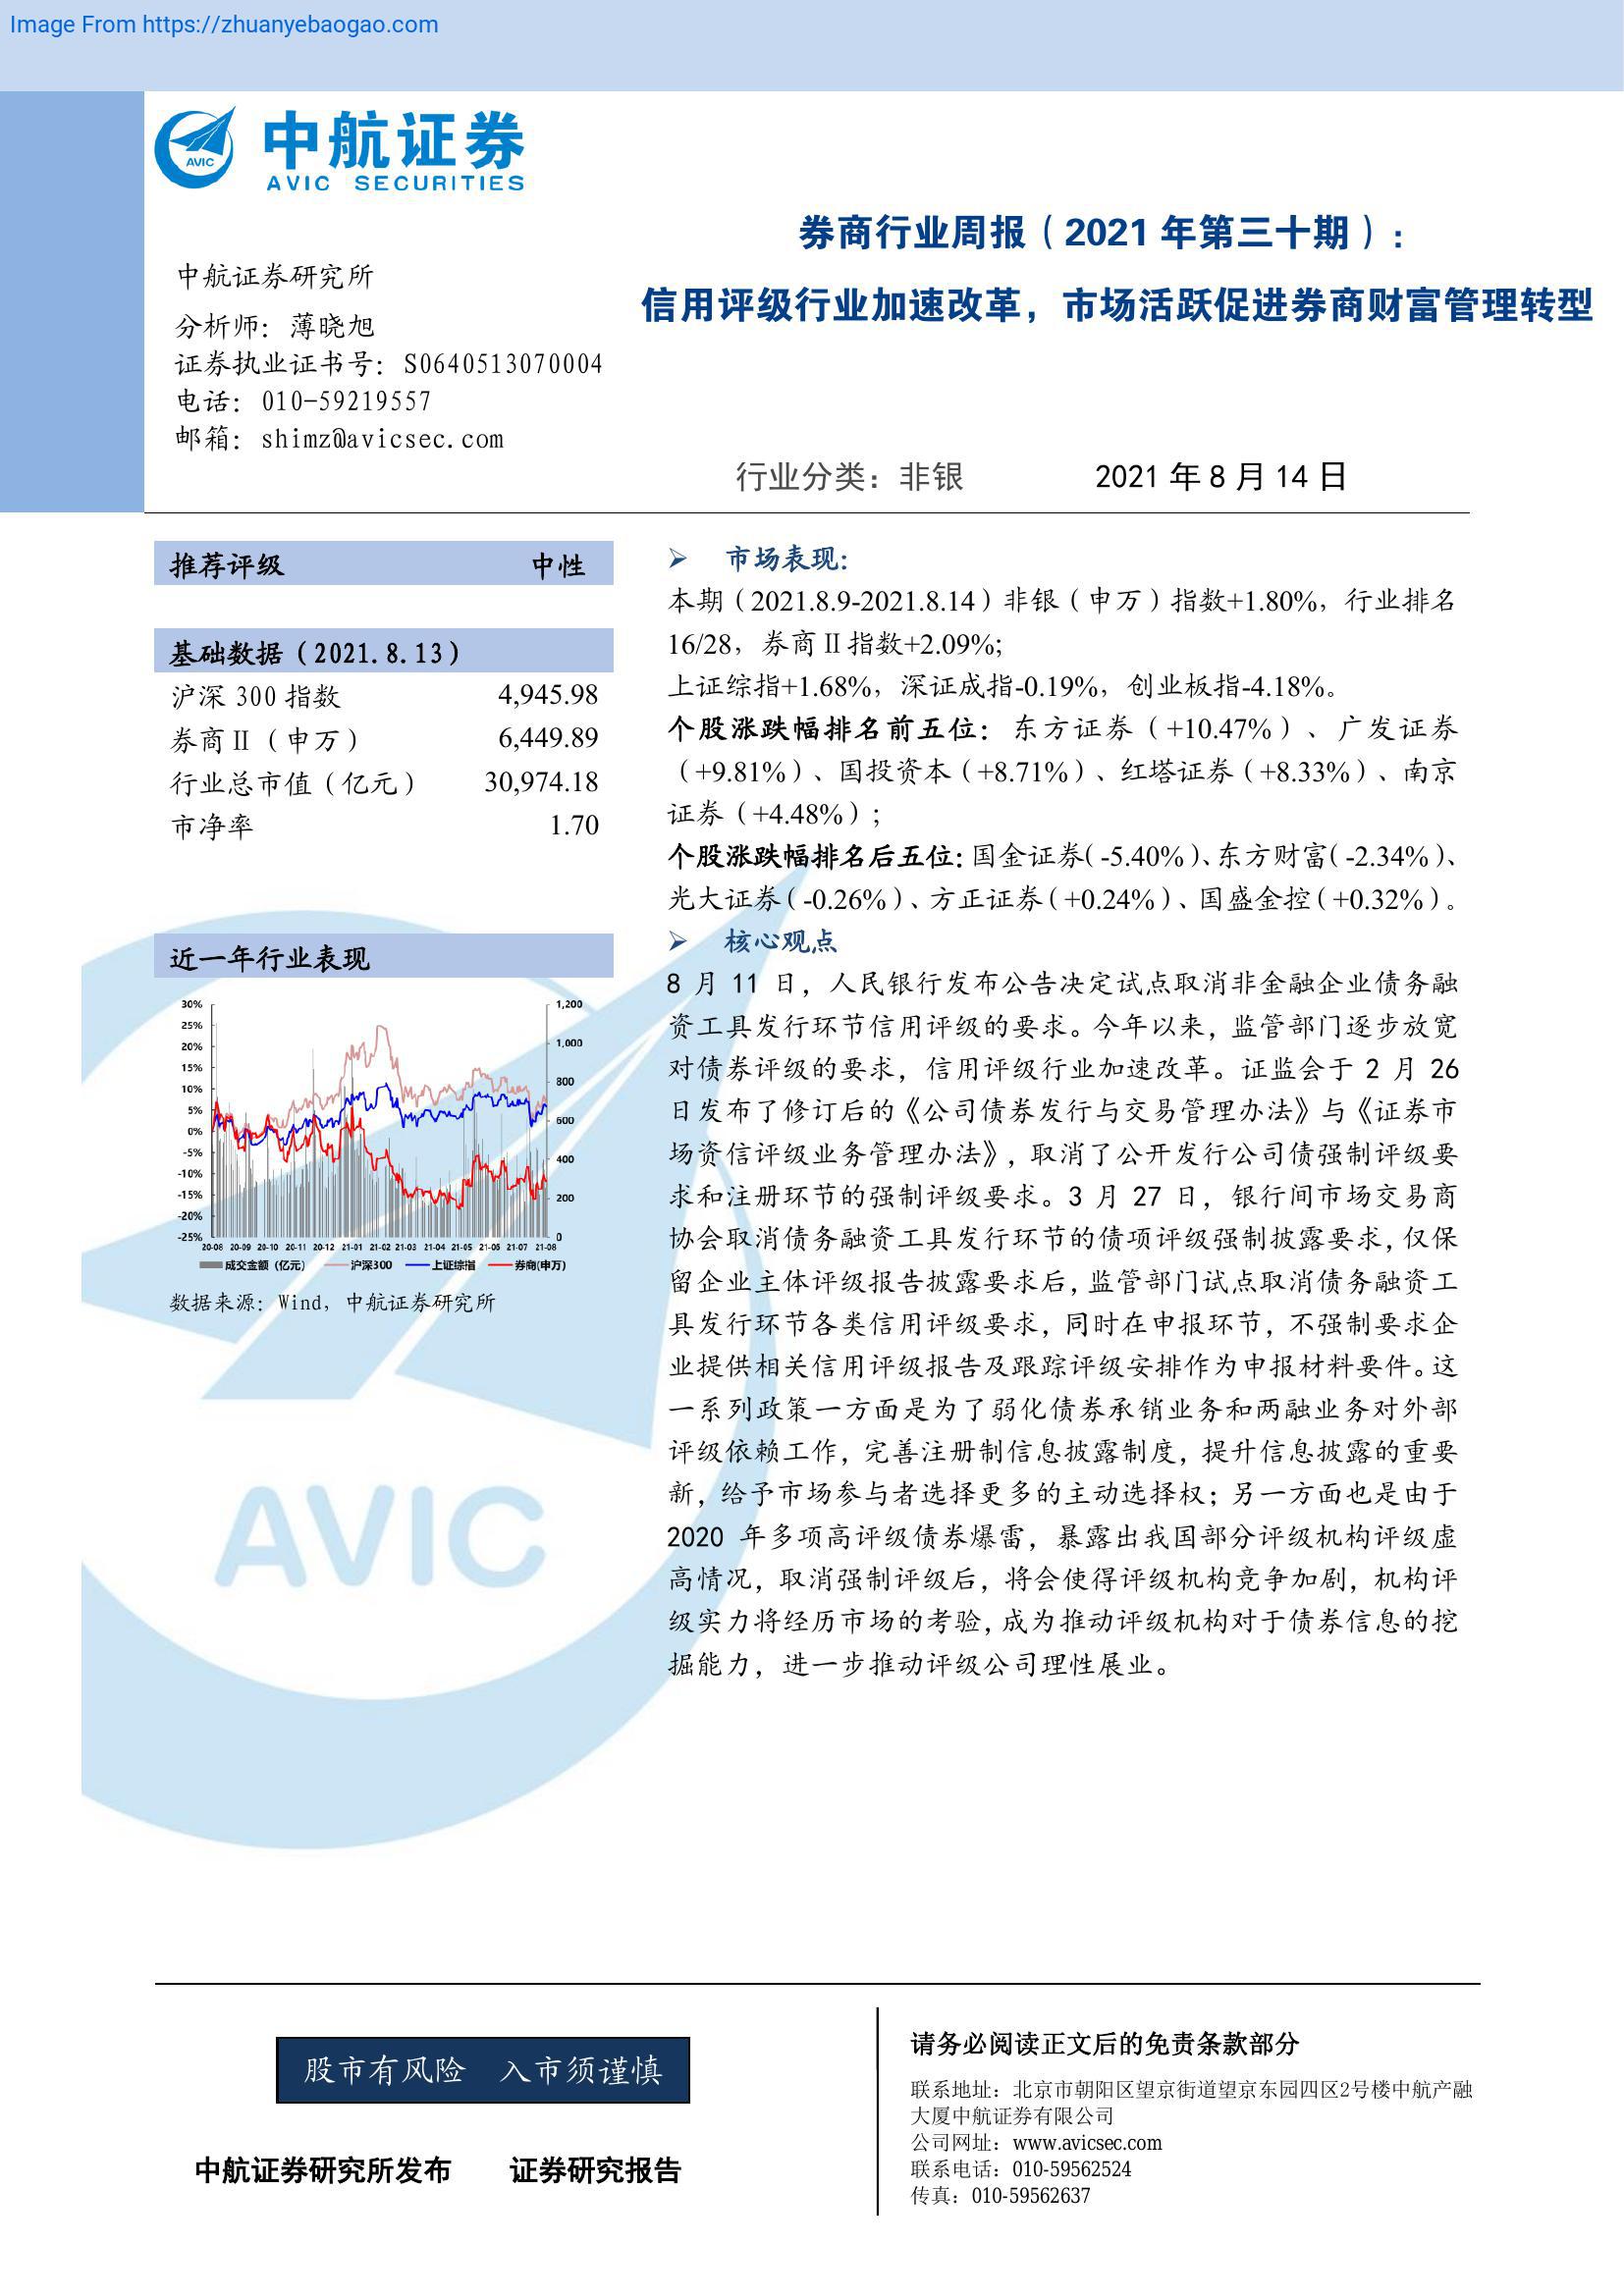 Image From https://zhuanyebaogao.com
AVIC
中航证券
AVIC SECURITIES
券商行业周报（2021 年第三十期）:
信用评级行业加速改革，市场活跃促进券商财富管理转型
中航证券研究所
分析师：薄晓旭
证券执业证书号：S0640513070004
电话：010-59219557
邮箱：shimz@avicsec.com
行业分类：非银 2021 年 8 月 14 日
推荐评级 中性
基础数据（2021.8.13）
沪深 300 指数 4,945.98
券商Ⅱ（申万） 6,449.89
行业总市值（亿元） 30,974.18
市净率 1.70
近一年行业表现
30%
25%
20%
15%
10%
5%
0%
-5%
-10%
-15%
-20%
-25%
1,200
1,000
800
600
400
200
0
20-08 20-09 20-10 20-11 20-12 21-01 21-02 21-03 21-04 21-05 21-06 21-07 21-08
成交金额（亿元） 沪深300 上证综指 券商(申万)
数据来源：Wind，中航证券研究所
AVIC
市场表现:
本期（2021.8.9-2021.8.14）非银（申万）指数+1.80%，行业排名
16/28，券商Ⅱ指数+2.09%;
上证综指+1.68%，深证成指-0.19%，创业板指-4.18%。
个股涨跌幅排名前五位：东方证券（+10.47%）、广发证券
（+9.81%）、国投资本（+8.71%）、红塔证券（+8.33%）、南京
证券（+4.48%）;
个股涨跌幅排名后五位: 国金证券（-5.40%）、东方财富（-2.34%）、
光大证券（-0.26%）、方正证券（+0.24%）、国盛金控（+0.32%）。
核心观点
8 月 11 日，人民银行发布公告决定试点取消非金融企业债务融
资工具发行环节信用评级的要求。今年以来，监管部门逐步放宽
对债券评级的要求，信用评级行业加速改革。证监会于 2 月 26
日发布了修订后的《公司债券发行与交易管理办法》与《证券市
场资信评级业务管理办法》，取消了公开发行公司债强制评级要
求和注册环节的强制评级要求。3 月 27 日，银行间市场交易商
协会取消债务融资工具发行环节的债项评级强制披露要求，仅保
留企业主体评级报告披露要求后，监管部门试点取消债务融资工
具发行环节各类信用评级要求，同时在申报环节，不强制要求企
业提供相关信用评级报告及跟踪评级安排作为申报材料要件。这
一系列政策一方面是为了弱化债券承销业务和两融业务对外部
评级依赖工作，完善注册制信息披露制度，提升信息披露的重要
新，给予市场参与者选择更多的主动选择权；另一方面也是由于
2020 年多项高评级债券爆雷，暴露出我国部分评级机构评级虚
高情况，取消强制评级后，将会使得评级机构竞争加剧，机构评
级实力将经历市场的考验，成为推动评级机构对于债券信息的挖
掘能力，进一步推动评级公司理性展业。
股市有风险 入市须谨慎
中航证券研究所发布 证券研究报告
请务必阅读正文后的免责条款部分
联系地址：北京市朝阳区望京街道望京东园四区2号楼中航产融
大厦中航证券有限公司
公司网址：www.avicsec.com
联系电话：010-59562524
传真：010-59562637